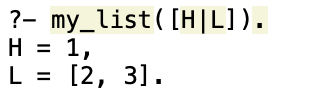 ?- my_list([H|L]).
H = 1,
L = [2, 3].